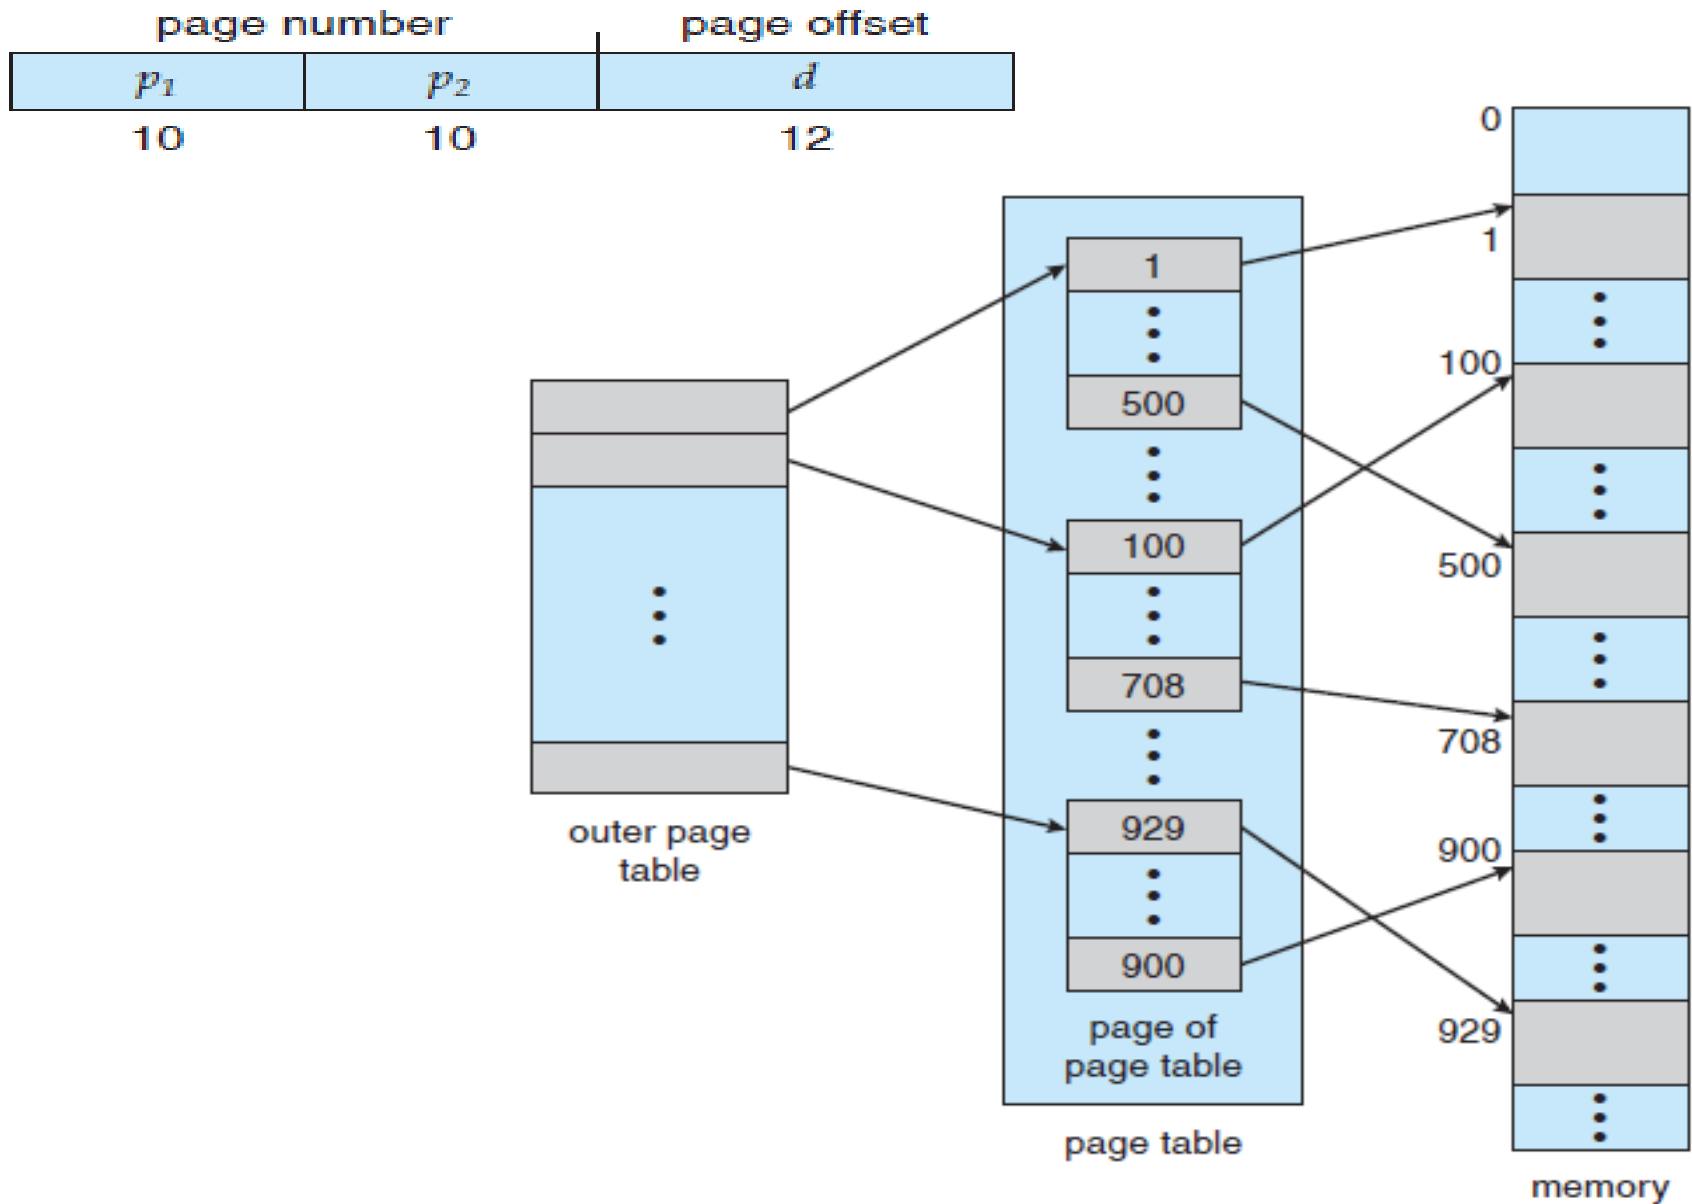 page number page offset
p₁ p₂ d
10 10 12
0
1
100
500
708
900
929
1
500
100
708
929
900
outer page
table
page of
page table
page table
memory